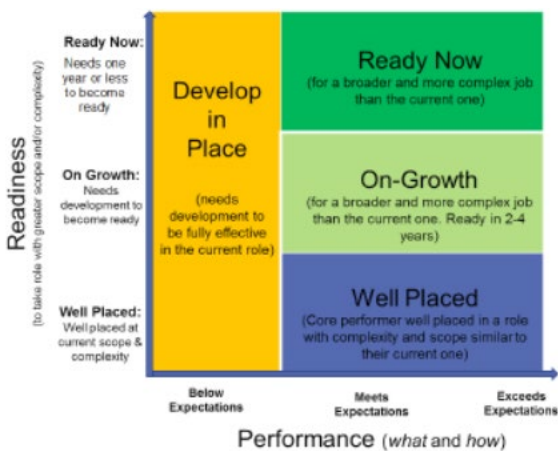 Readiness
(to take role with greater scope and/or complexity)
Ready Now:
Needs one
year or less
to become
ready
On Growth:
Needs
development to
become ready
Well Placed:
Well placed at
current scope &
complexity
Develop
in
Place
(needs
development to
be fully effective
in the current role)
Ready Now
(for a broader and more complex job
than the current one)
On-Growth
(for a broader and more complex job
than the current one. Ready in 2-4
years)
Well Placed
(Core performer well placed in a role
with complexity and scope similar to
their current one)
Below
Expectations
Meets
Expectations
Exceeds
Expectations
Performance (what and how)